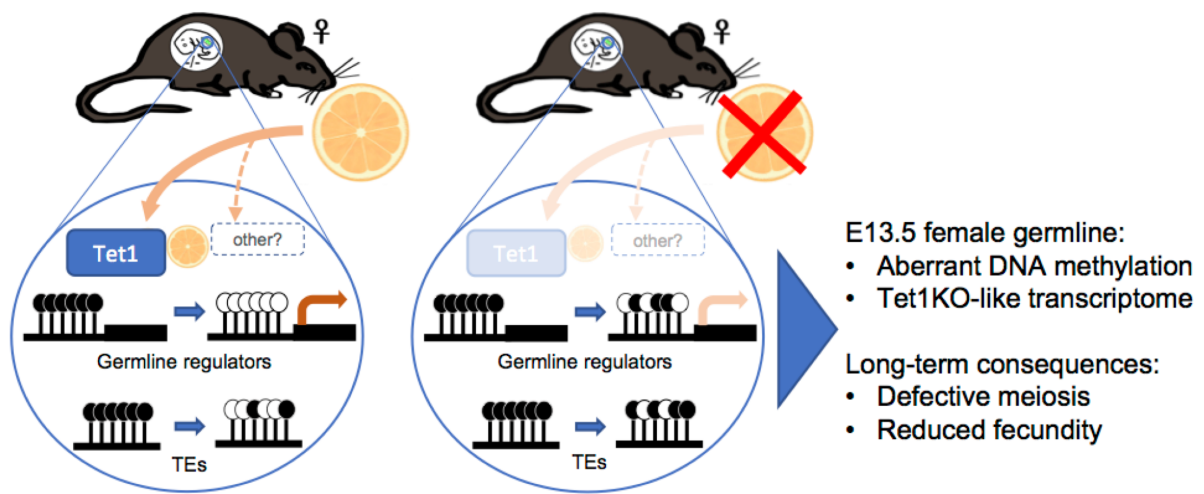 ♀
♀
Tet1
other?
Germline regulators
TEs
Tet1
other?
Germline regulators
TEs
E13.5 female germline:
• Aberrant DNA methylation
• Tet1KO-like transcriptome
Long-term consequences:
• Defective meiosis
• Reduced fecundity